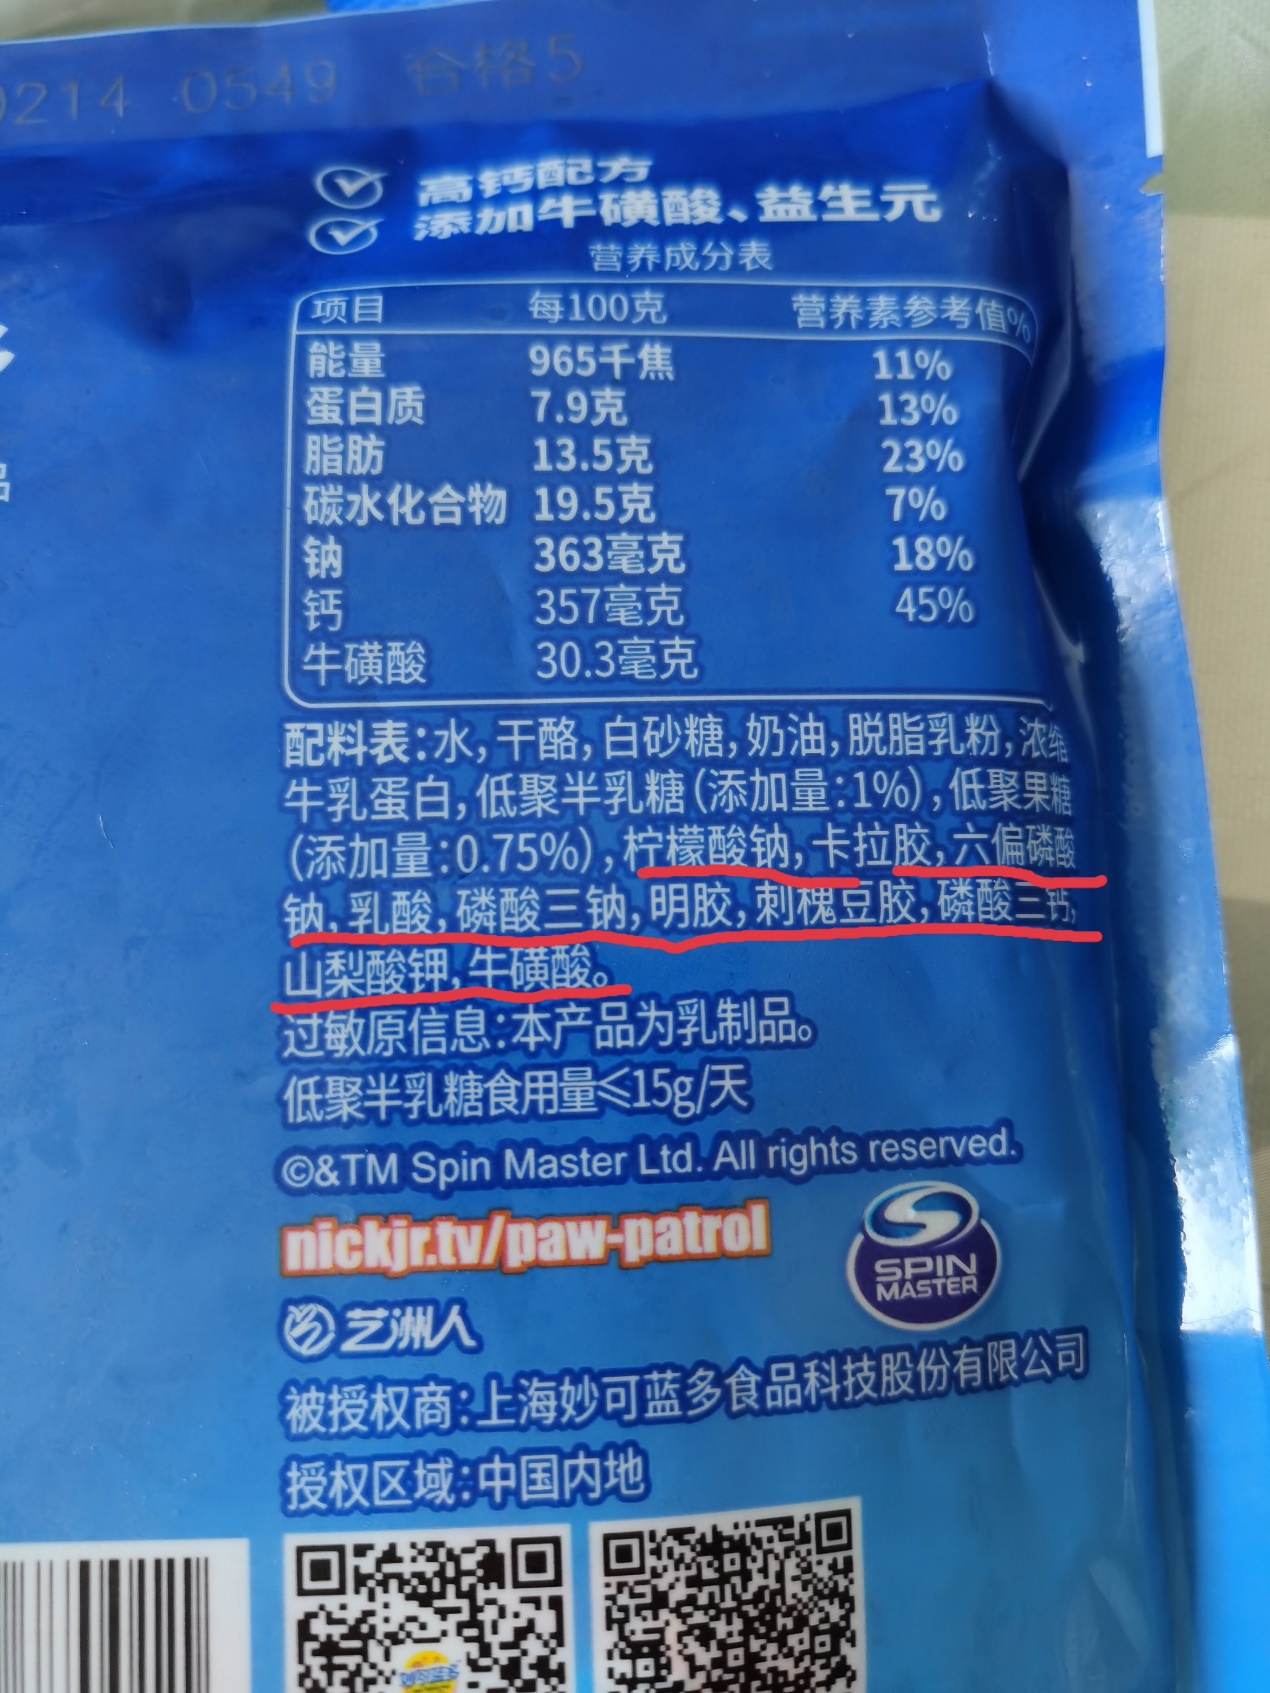 0214 0549 合格5
高钙配方
添加牛磺酸、益生元
营养成分表
项目 每100克 营养素参考值%
能量 965千焦 11%
蛋白质 7.9克 13%
脂肪 13.5克 23%
碳水化合物 19.5克 7%
钠 363毫克 18%
钙 357毫克 45%
牛磺酸 30.3毫克
配料表:水,干酪,白砂糖,奶油,脱脂乳粉,浓缩
牛乳蛋白,低聚半乳糖(添加量:1%),低聚果糖
(添加量:0.75%),柠檬酸钠,卡拉胶,六偏磷酸
钠,乳酸,磷酸三钠,明胶,刺槐豆胶,磷酸三钙,
山梨酸钾,牛磺酸。
过敏原信息:本产品为乳制品。
低聚半乳糖食用量≤15g/天
©&TM Spin Master Ltd. All rights reserved.
nickjr.tv/paw-patrol
SPIN
MASTER
艺洲人
被授权商:上海妙可蓝多食品科技股份有限公司
授权区域:中国内地